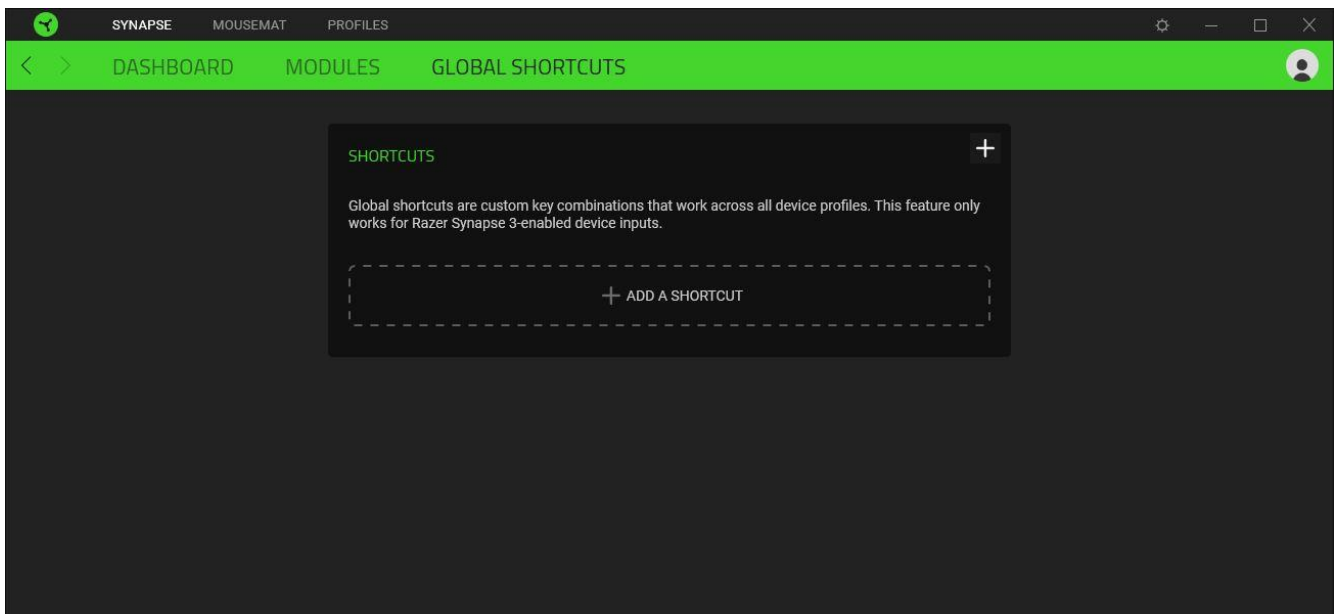 SYNAPSE MOUSEMAT PROFILES
DASHBOARD MODULES GLOBAL SHORTCUTS
SHORTCUTS
Global shortcuts are custom key combinations that work across all device profiles. This feature only
works for Razer Synapse 3-enabled device inputs.
ADD A SHORTCUT